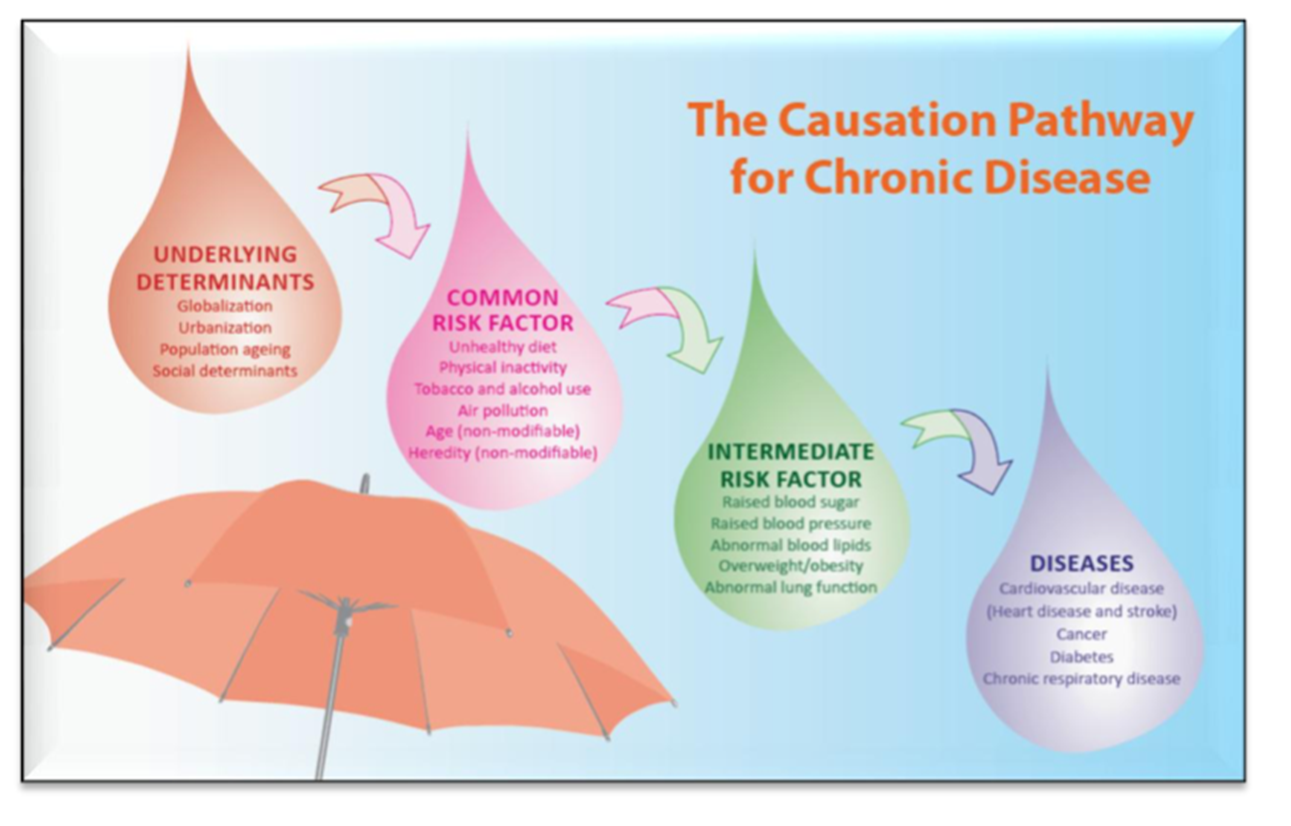 The Causation Pathway
for Chronic Disease
UNDERLYING
DETERMINANTS
Globalization
Urbanization
Population ageing
Social determinants
COMMON
RISK FACTOR
Unhealthy diet
Physical inactivity
Tobacco and alcohol use
Air pollution
Age (non-modifiable)
Heredity (non-modifiable)
INTERMEDIATE
RISK FACTOR
Raised blood sugar
Raised blood pressure
Abnormal blood lipids
Overweight/obesity
Abnormal lung function
DISEASES
Cardiovascular disease
(Heart disease and stroke)
Cancer
Diabetes
Chronic respiratory disease